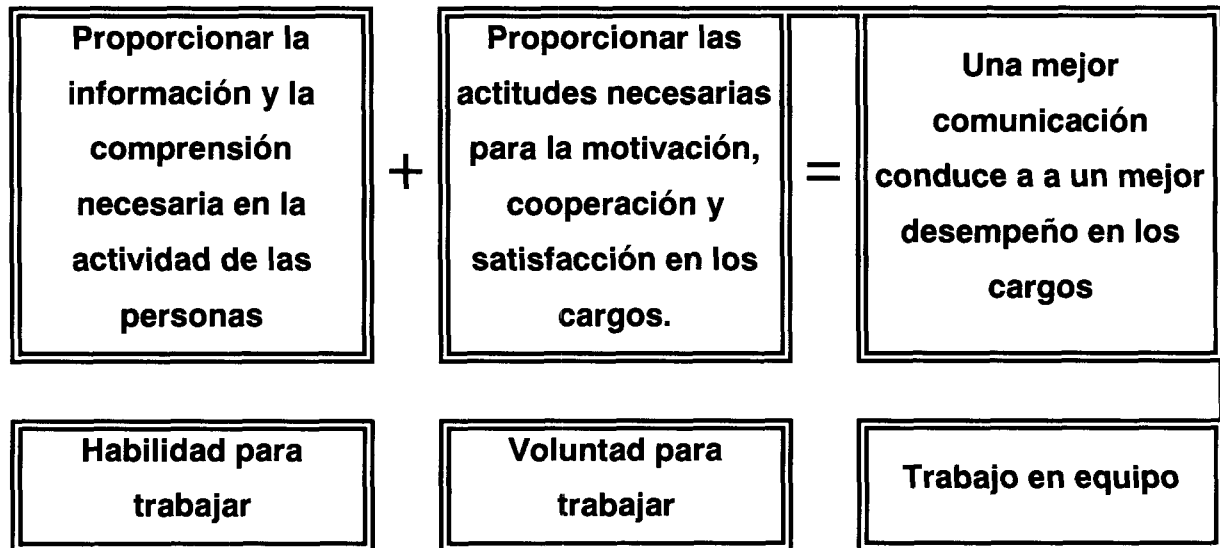 Proporcionar la
información y la
comprensión
necesaria en la
actividad de las
personas
+
Proporcionar las
actitudes necesarias
para la motivación,
cooperación y
satisfacción en los
cargos.
=
Una mejor
comunicación
conduce a a un mejor
desempeño en los
cargos
Habilidad para
trabajar
Voluntad para
trabajar
Trabajo en equipo